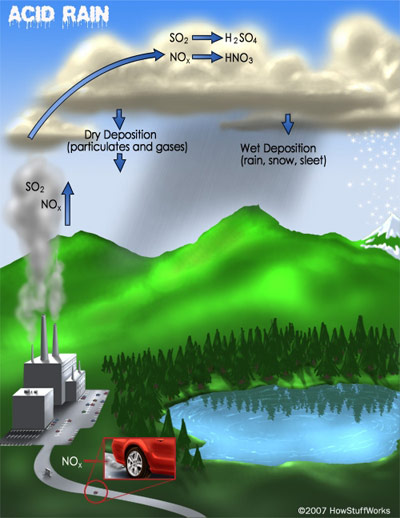 ACID RAIN
SO₂ → H₂SO₄
NOₓ → HNO₃
Dry Deposition
(particulates and gases)
Wet Deposition
(rain, snow, sleet)
SO₂
NOₓ
NOₓ
©2007 HowStuffWorks